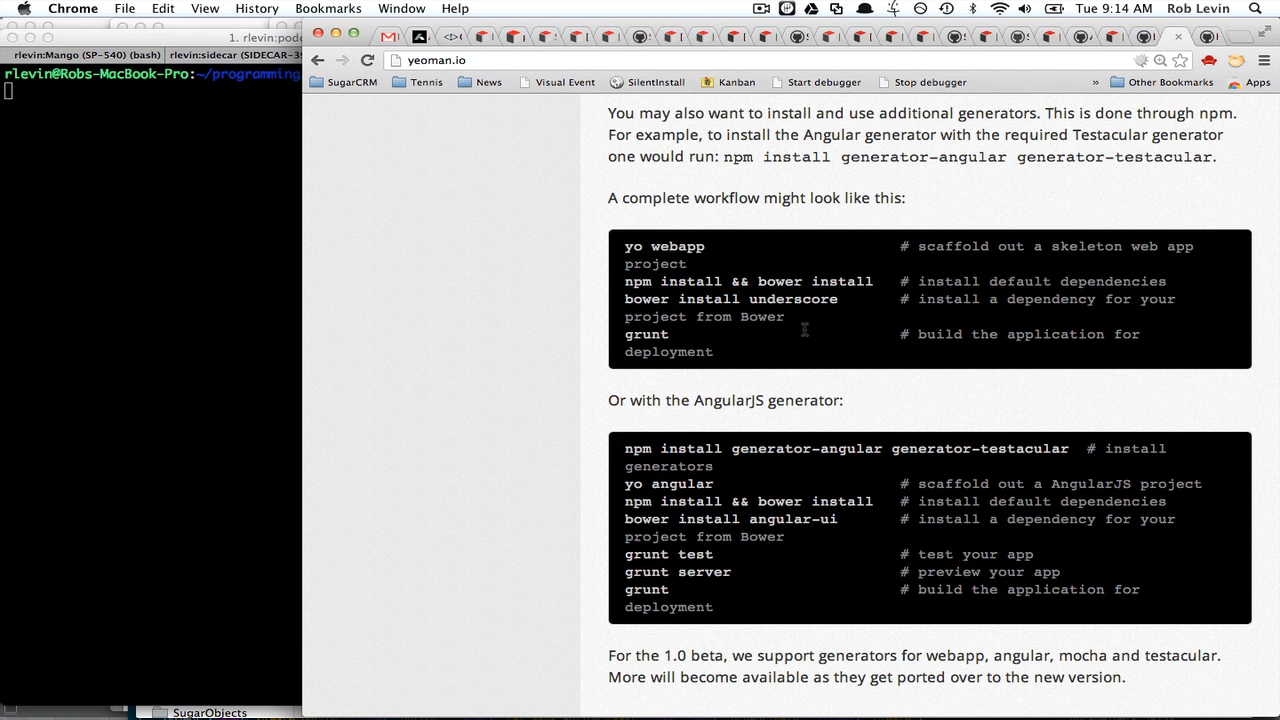 Chrome File Edit View History Bookmarks Window Help Tue 9:14 AM Rob Levin
1. rlevin:podc
rlevin:Mango (SP-540) (bash) rlevin:sidecar (SIDECAR-39
rlevin@Robs-MacBook-Pro:~/programming
yeoman.io
SugarCRM Tennis News Visual Event SilentInstall Kanban Start debugger Stop debugger » Other Bookmarks Apps
You may also want to install and use additional generators. This is done through npm.
For example, to install the Angular generator with the required Testacular generator
one would run: npm install generator-angular generator-testacular.
A complete workflow might look like this:
yo webapp # scaffold out a skeleton web app
project
npm install && bower install # install default dependencies
bower install underscore # install a dependency for your
project from Bower
grunt # build the application for
deployment
Or with the AngularJS generator:
npm install generator-angular generator-testacular # install
generators
yo angular # scaffold out a AngularJS project
npm install && bower install # install default dependencies
bower install angular-ui # install a dependency for your
project from Bower
grunt test # test your app
grunt server # preview your app
grunt # build the application for
deployment
For the 1.0 beta, we support generators for webapp, angular, mocha and testacular.
More will become available as they get ported over to the new version.
SugarObjects